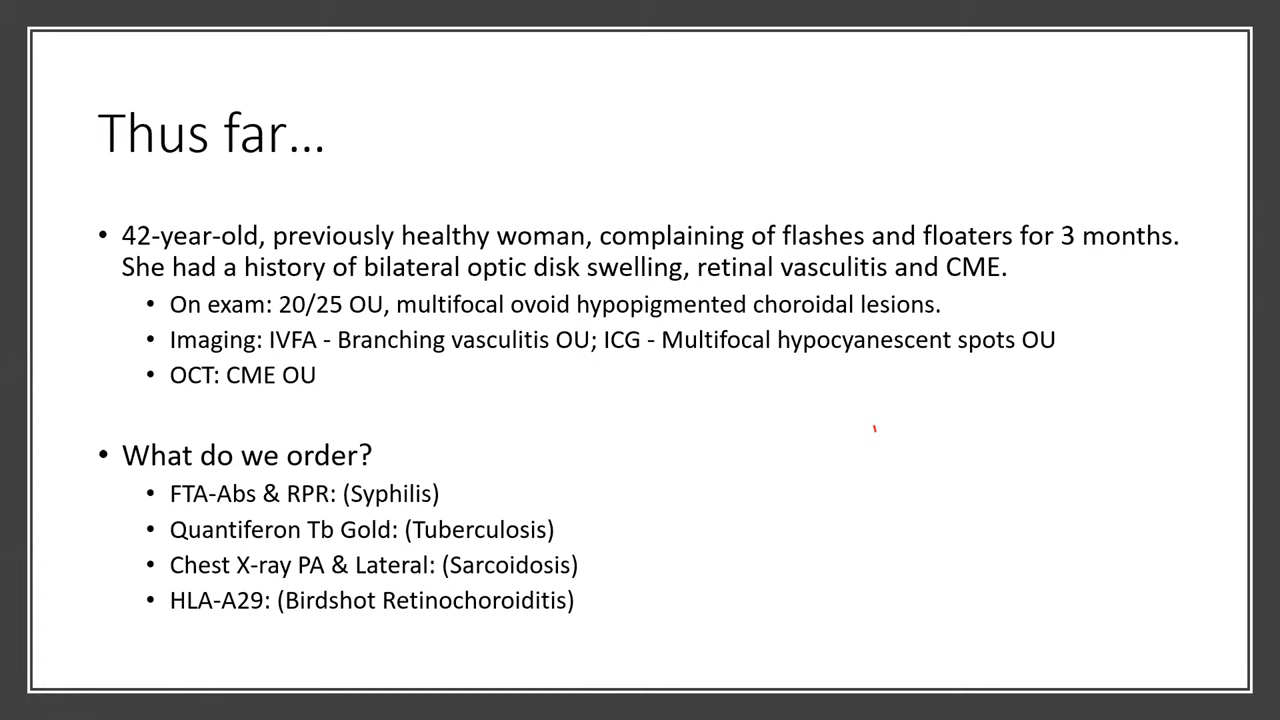 Thus far...
• 42-year-old, previously healthy woman, complaining of flashes and floaters for 3 months.
She had a history of bilateral optic disk swelling, retinal vasculitis and CME.
• On exam: 20/25 OU, multifocal ovoid hypopigmented choroidal lesions.
• Imaging: IVFA - Branching vasculitis OU; ICG - Multifocal hypocyanescent spots OU
• OCT: CME OU
• What do we order?
• FTA-Abs & RPR: (Syphilis)
• Quantiferon Tb Gold: (Tuberculosis)
• Chest X-ray PA & Lateral: (Sarcoidosis)
• HLA-A29: (Birdshot Retinochoroiditis)